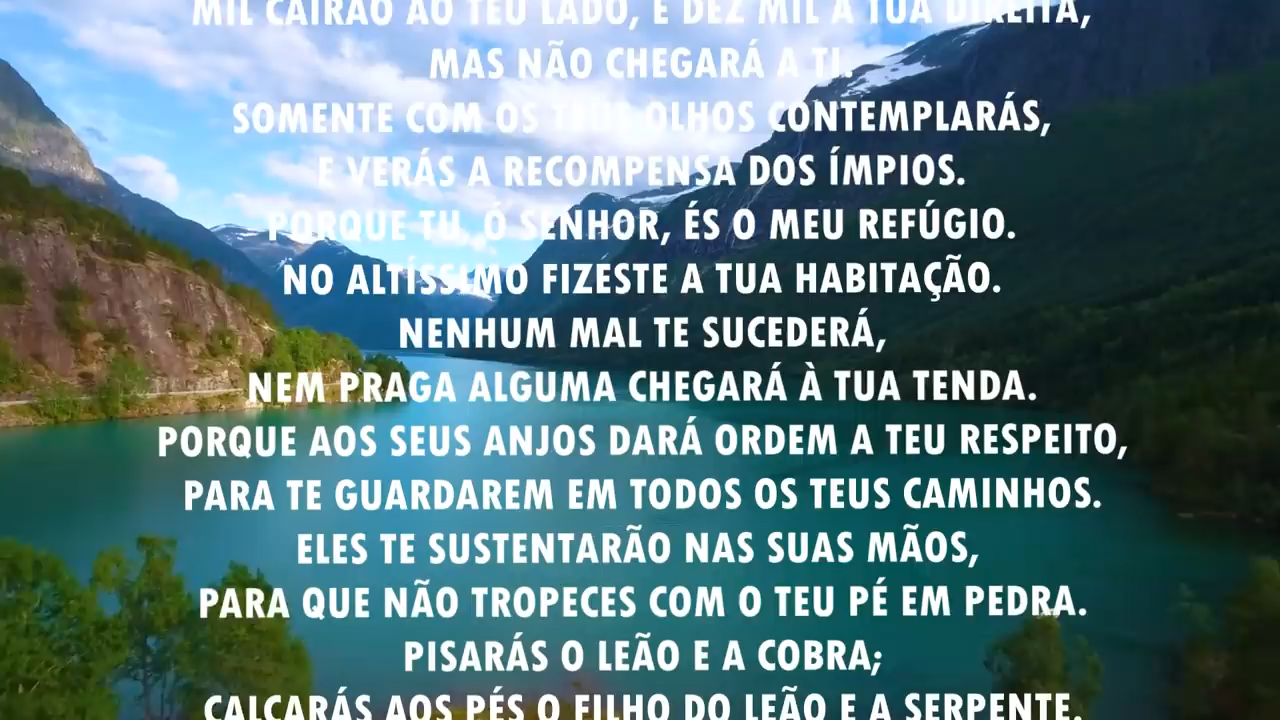 MIL CAIRÃO AO TEU LADO, E DEZ MIL À TUA DIREITA,
MAS NÃO CHEGARÁ A TI.
SOMENTE COM OS TEUS OLHOS CONTEMPLARÁS,
E VERÁS A RECOMPENSA DOS ÍMPIOS.
PORQUE TU, Ó SENHOR, ÉS O MEU REFÚGIO.
NO ALTÍSSIMO FIZESTE A TUA HABITAÇÃO.
NENHUM MAL TE SUCEDERÁ,
NEM PRAGA ALGUMA CHEGARÁ À TUA TENDA.
PORQUE AOS SEUS ANJOS DARÁ ORDEM A TEU RESPEITO,
PARA TE GUARDAREM EM TODOS OS TEUS CAMINHOS.
ELES TE SUSTENTARÃO NAS SUAS MÃOS,
PARA QUE NÃO TROPECES COM O TEU PÉ EM PEDRA.
PISARÁS O LEÃO E A COBRA;
CALCARÁS AOS PÉS O FILHO DO LEÃO E A SERPENTE.